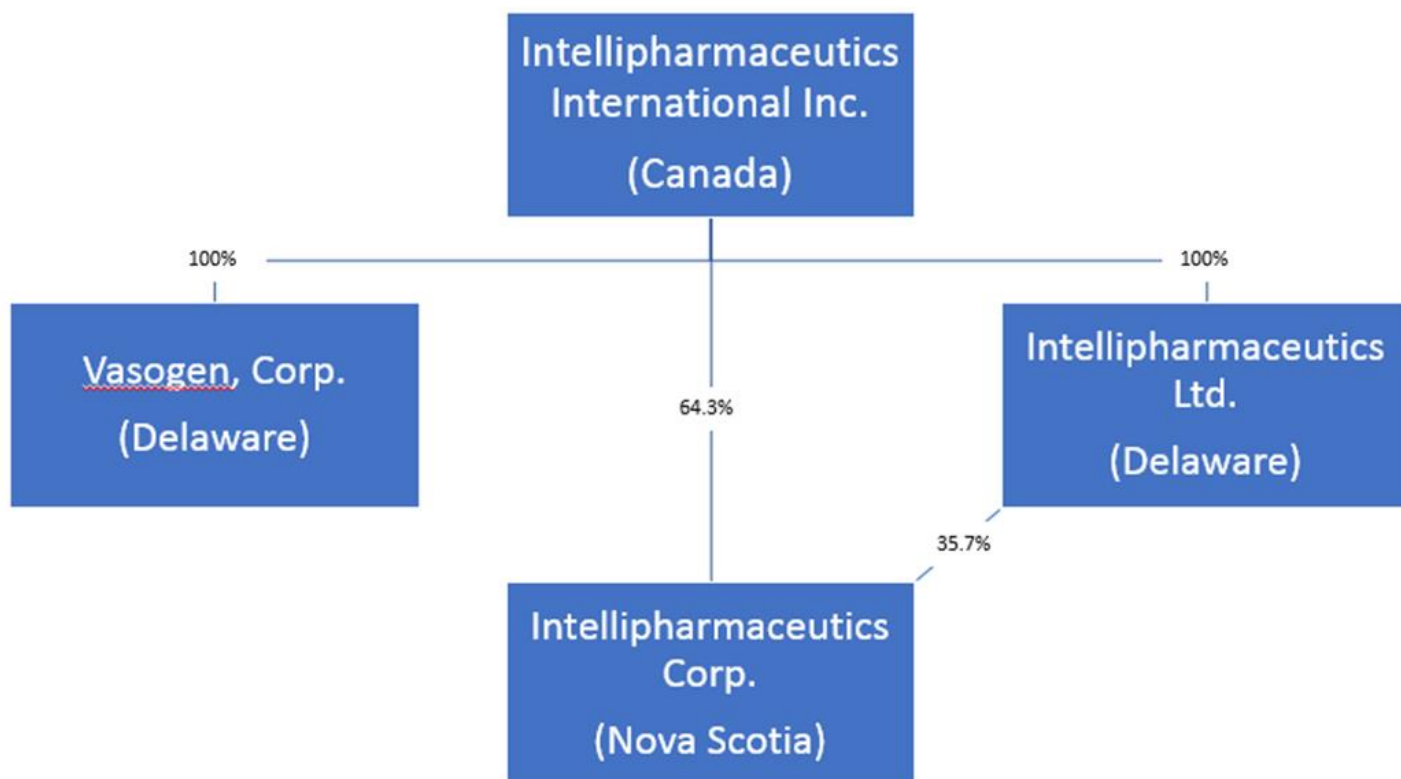 Intellipharmaceutics
International Inc.
(Canada)
100%
100%
Vasogen, Corp.
(Delaware)
64.3%
Intellipharmaceutics
Ltd.
(Delaware)
35.7%
Intellipharmaceutics
Corp.
(Nova Scotia)